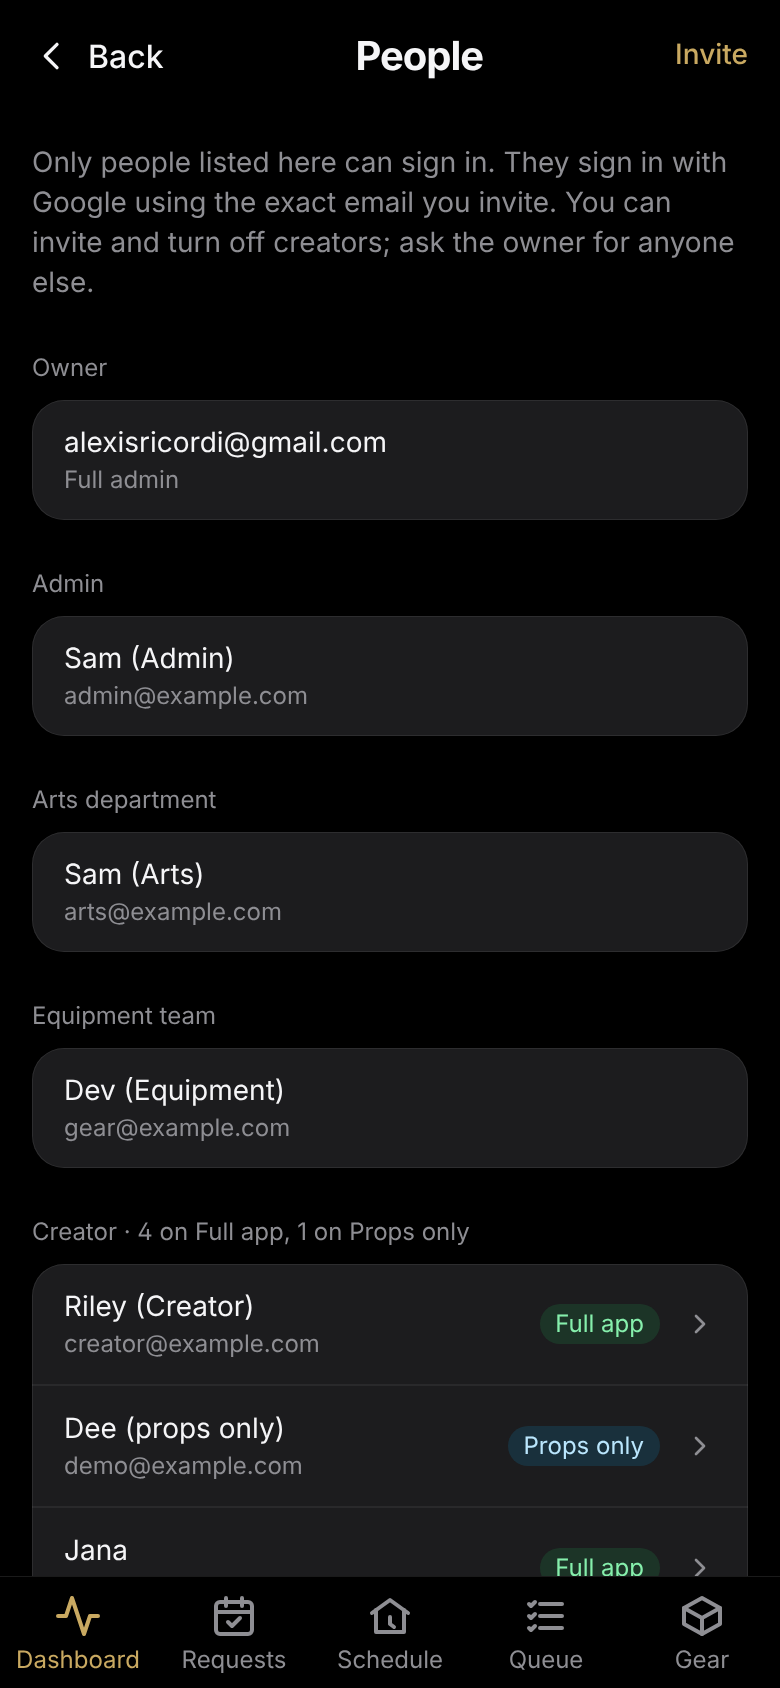 Back
People
Invite
Only people listed here can sign in. They sign in with
Google using the exact email you invite. You can
invite and turn off creators; ask the owner for anyone
else.
Owner
alexisricordi@gmail.com
Full admin
Admin
Sam (Admin)
admin@example.com
Arts department
Sam (Arts)
arts@example.com
Equipment team
Dev (Equipment)
gear@example.com
Creator · 4 on Full app, 1 on Props only
Riley (Creator)
creator@example.com
Full app
Dee (props only)
demo@example.com
Props only
Jana
Full app
Dashboard
Requests
Schedule
Queue
Gear